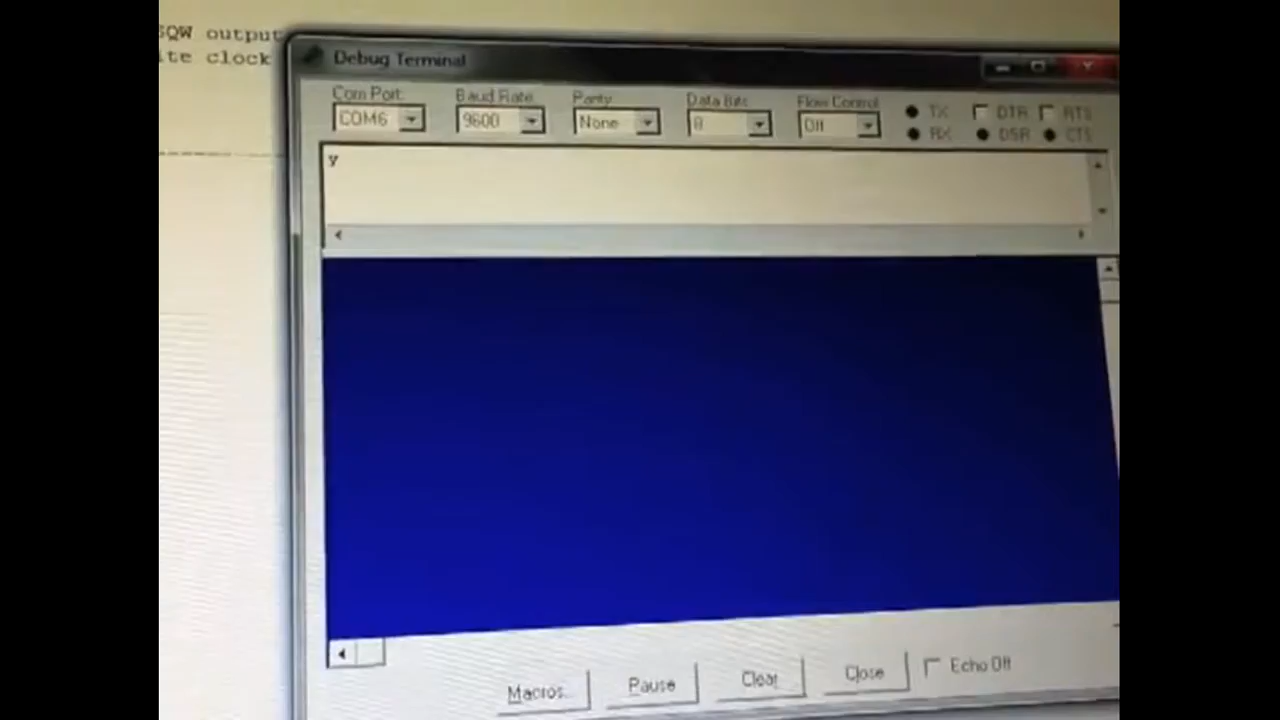 SQW output
ite clock
Debug Terminal
Com Port: Baud Rate: Parity Data Bits Flow Control
COM6 9600 None 8 Off
TX DTR RTS
RX DSR CTS
y
Macros... Pause Clear Close Echo Off